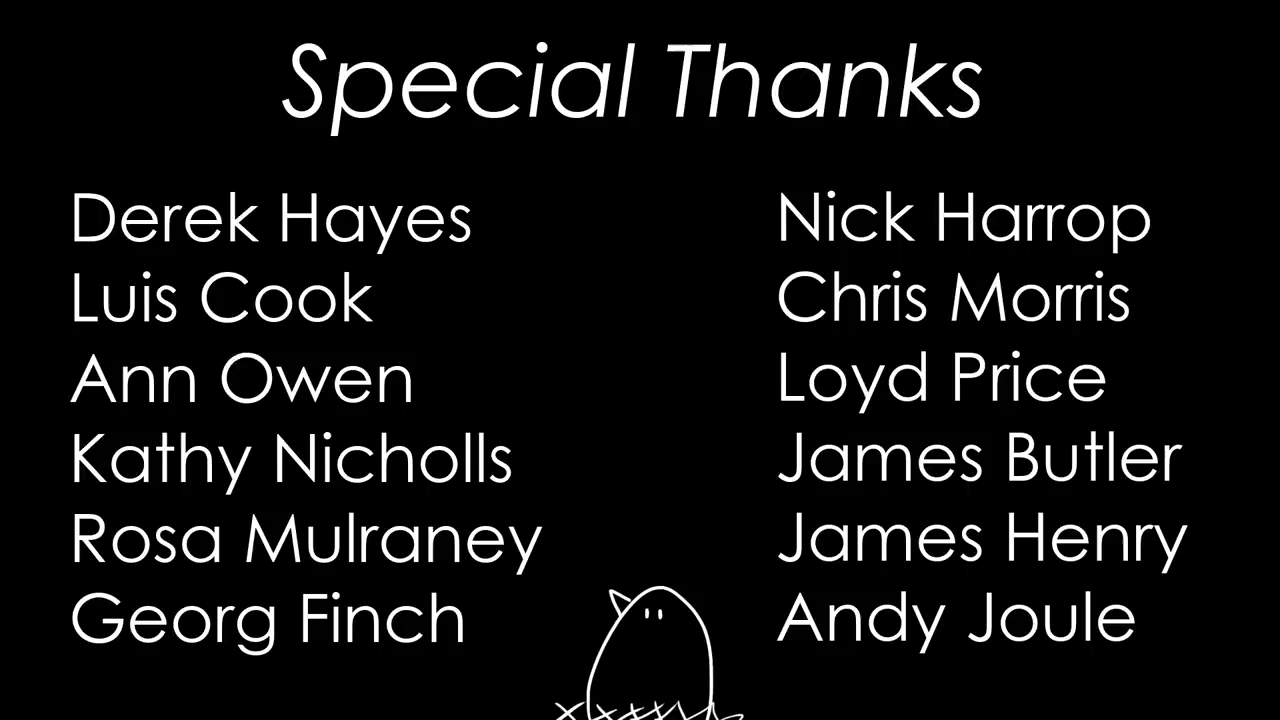 Special Thanks
Derek Hayes
Luis Cook
Ann Owen
Kathy Nicholls
Rosa Mulraney
Georg Finch
Nick Harrop
Chris Morris
Loyd Price
James Butler
James Henry
Andy Joule